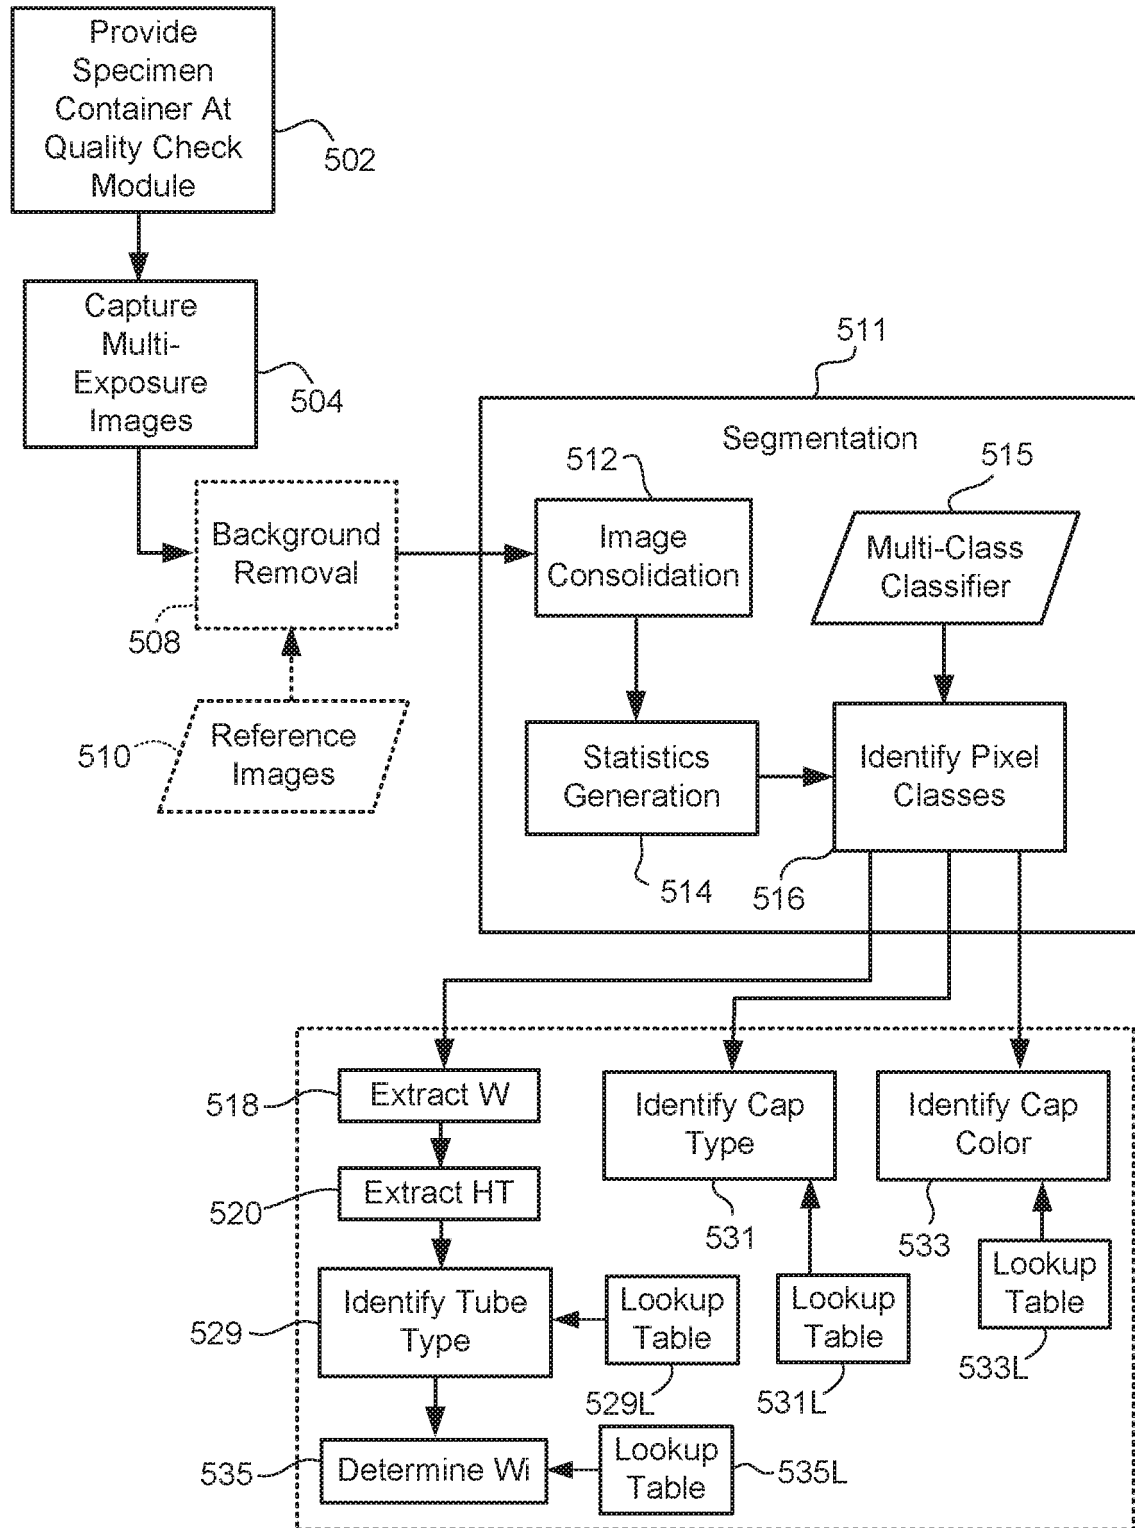 Provide
Specimen
Container At
Quality Check
Module
502
Capture
Multi-
Exposure
Images
504
511
Segmentation
512
515
Image
Consolidation
Multi-Class
Classifier
Background
Removal
508
510
Reference
Images
Statistics
Generation
Identify Pixel
Classes
514
516
518
Extract W
Identify Cap
Type
Identify Cap
Color
520
Extract HT
531
533
529
Identify Tube
Type
Lookup
Table
Lookup
Table
Lookup
Table
529L
531L
533L
535
Determine Wi
Lookup
Table
535L